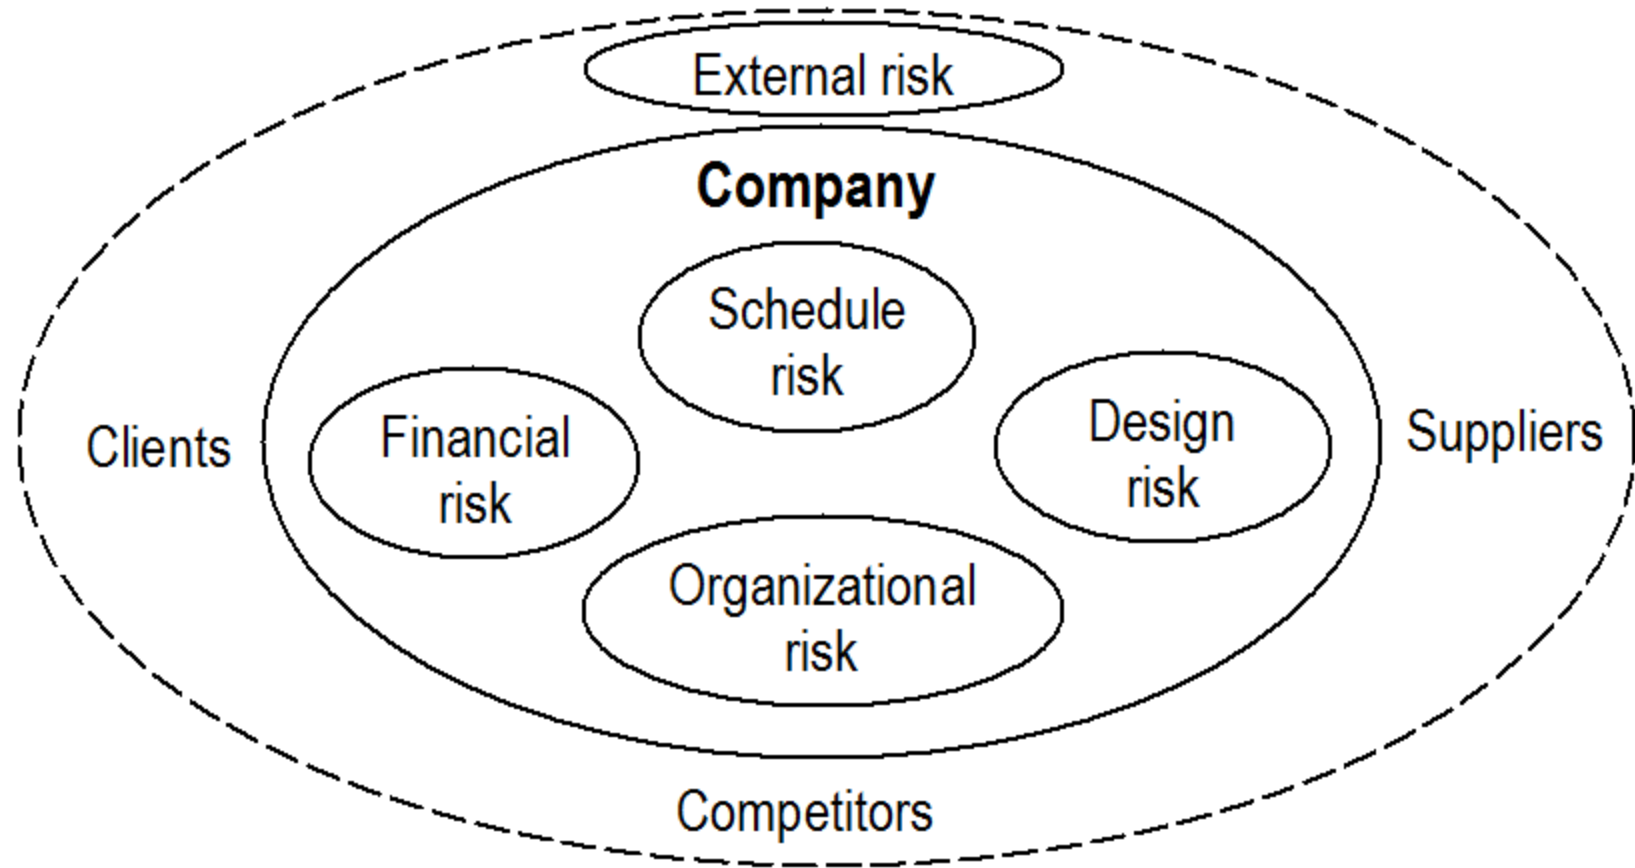 External risk
Company
Schedule
risk
Financial
risk
Design
risk
Clients
Suppliers
Organizational
risk
Competitors